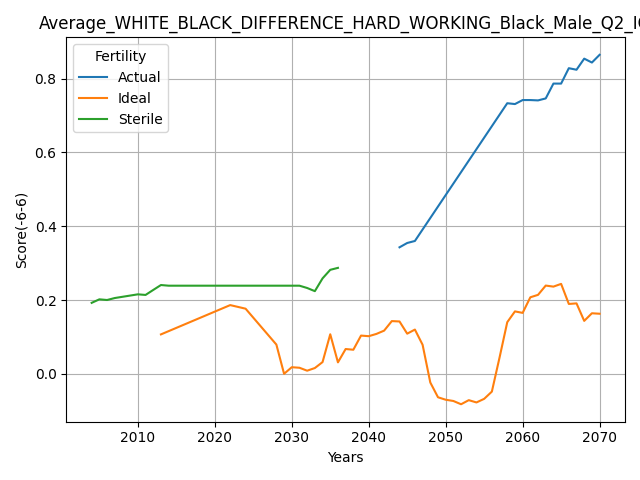 Average_WHITE_BLACK_DIFFERENCE_HARD_WORKING_Black_Male_Q2_IQ
Fertility
Actual
Ideal
Sterile
Score(-6-6)
0.8
0.6
0.4
0.2
0.0
2010 2020 2030 2040 2050 2060 2070
Years